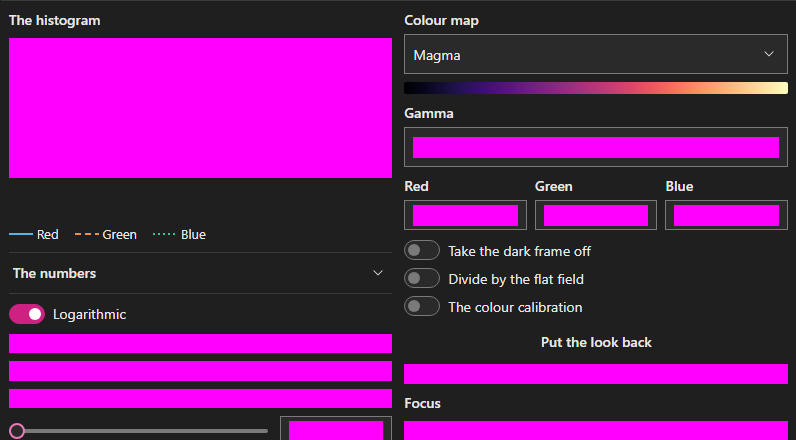 The histogram
Red
Green
Blue
The numbers
Logarithmic
Colour map
Magma
Gamma
Red
Green
Blue
Take the dark frame off
Divide by the flat field
The colour calibration
Put the look back
Focus